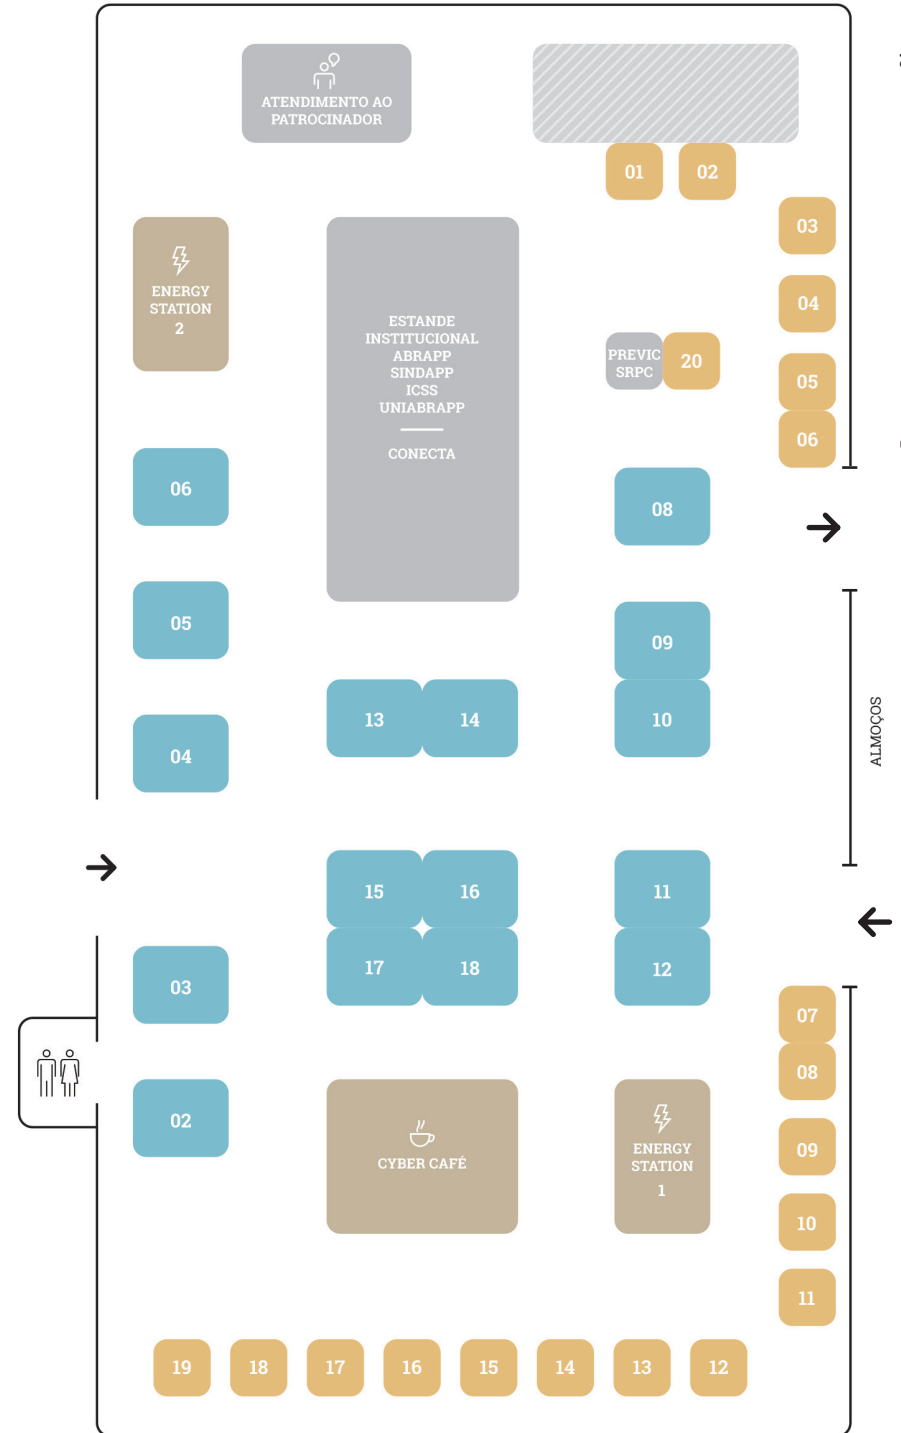 ATENDIMENTO AO
PATROCINADOR
01
02
03
ENERGY
STATION
2
04
ESTANDE
INSTITUCIONAL
ABRAPP
SINDAPP
ICSS
UNIABRAPP
CONECTA
PREVIC
SRPC
20
05
06
06
08
05
09
13
14
10
04
ALMOÇOS
15
16
11
17
18
12
03
07
08
02
CYBER CAFÉ
ENERGY
STATION
1
09
10
11
19
18
17
16
15
14
13
12